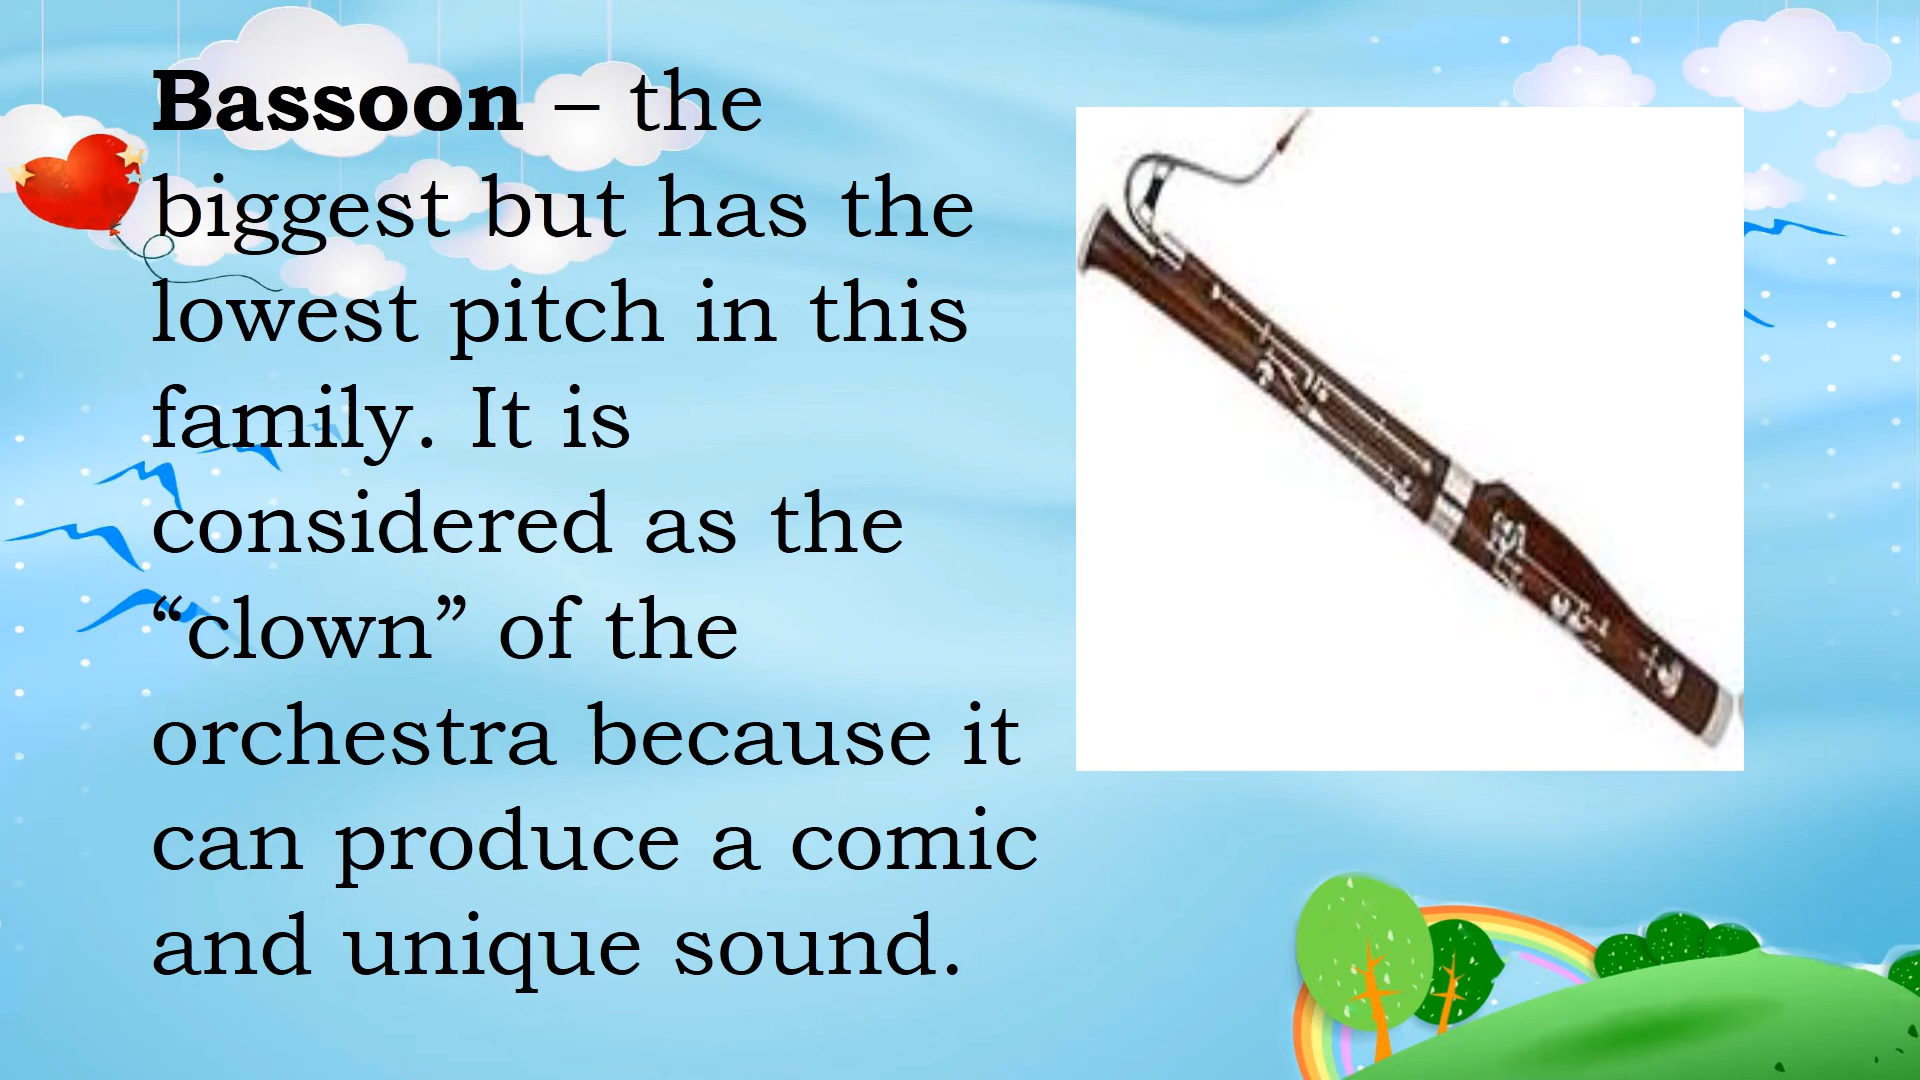 Bassoon – the
biggest but has the
lowest pitch in this
family. It is
considered as the
“clown” of the
orchestra because it
can produce a comic
and unique sound.